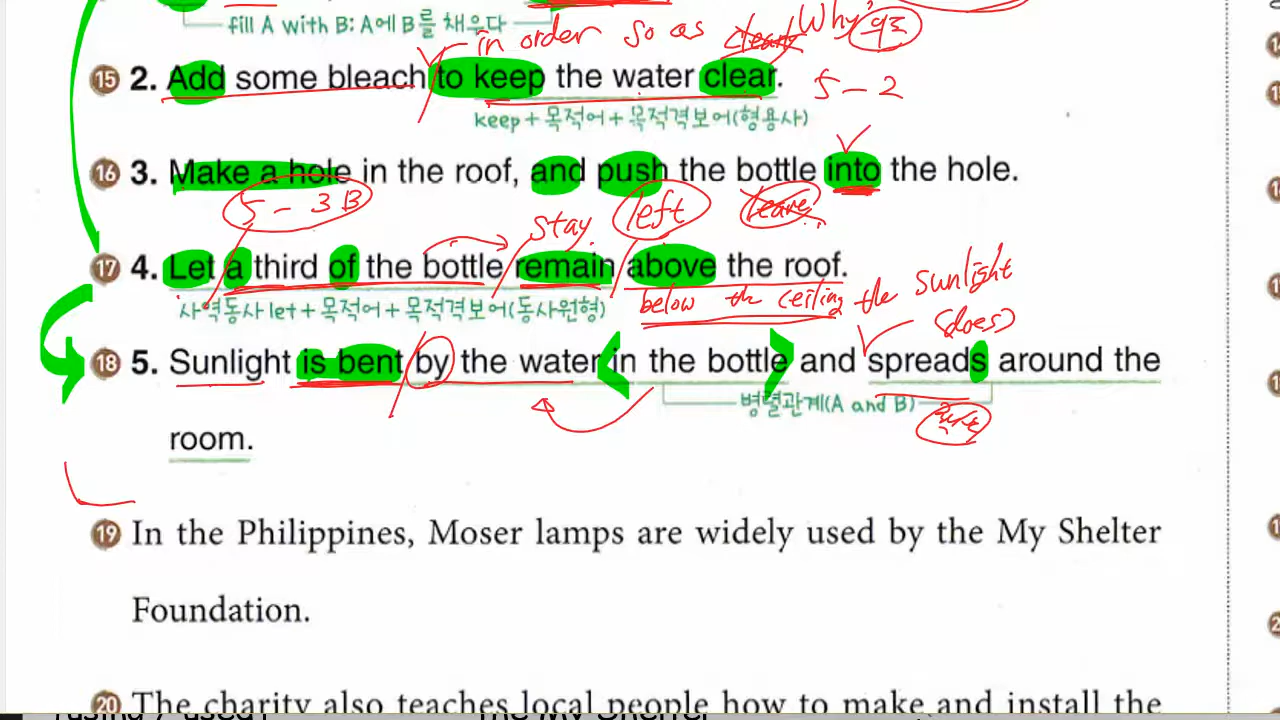 fill A with B: A에 B를 채우다
in order so as clearly Why
⑮ 2. Add some bleach to keep the water clear. 5-2
keep + 목적어 + 목적격보어(형용사)
⑯ 3. Make a hole in the roof, and push the bottle into the hole.
5-3B stay left leave
⑰ 4. Let a third of the bottle remain above the roof.
사역동사 let + 목적어 + 목적격보어(동사원형) below the ceiling the sunlight
(does)
⑱ 5. Sunlight is bent by the water in the bottle and spreads around the
병렬관계(A and B)
room.
⑲ In the Philippines, Moser lamps are widely used by the My Shelter
Foundation.
⑳ The charity also teaches local people how to make and install the
The My Shelter